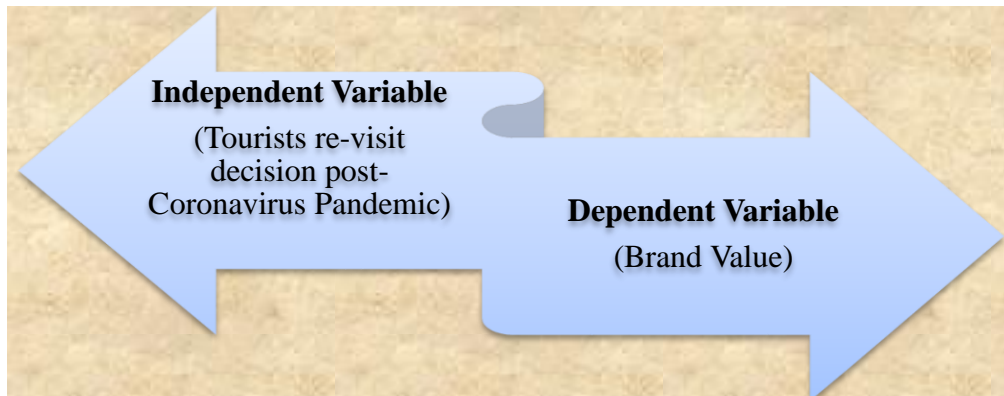 Independent Variable
(Tourists re-visit
decision post-
Coronavirus Pandemic)
Dependent Variable
(Brand Value)